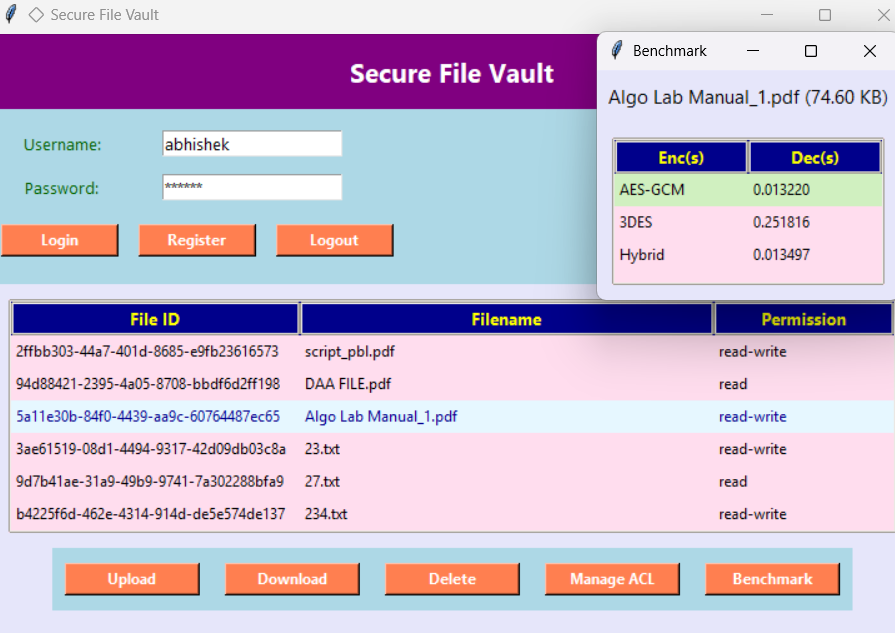 Secure File Vault
Benchmark
Secure File Vault
Algo Lab Manual_1.pdf (74.60 KB)
Username: abhishek
Password: ******
Login Register Logout
Enc(s) Dec(s)
AES-GCM 0.013220
3DES 0.251816
Hybrid 0.013497
File ID Filename Permission
2ffbb303-44a7-401d-8685-e9fb23616573 script_pbl.pdf read-write
94d88421-2395-4a05-8708-bbdf6d2ff198 DAA FILE.pdf read
5a11e30b-84f0-4439-aa9c-60764487ec65 Algo Lab Manual_1.pdf read-write
3ae61519-08d1-4494-9317-42d09db03c8a 23.txt read-write
9d7b41ae-31a9-49b9-9741-7a302288bfa9 27.txt read
b4225f6d-462e-4314-914d-de5e574de137 234.txt read-write
Upload Download Delete Manage ACL Benchmark